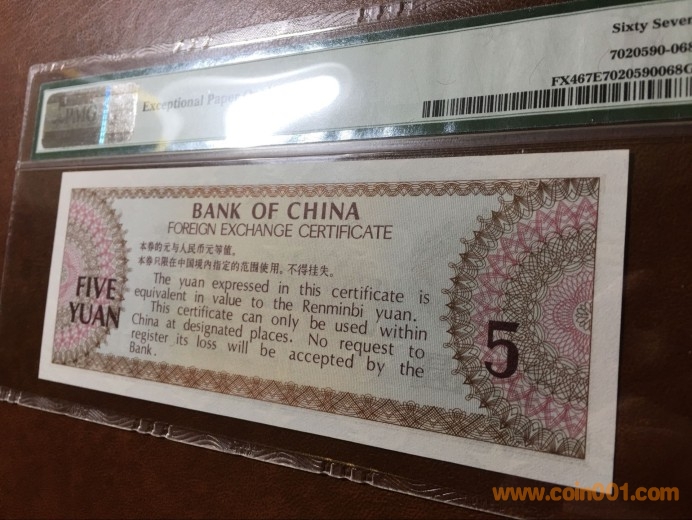 Sixty Seven
7020590-068
FX467E7020590068G
PMG
Exceptional Paper
BANK OF CHINA
FOREIGN EXCHANGE CERTIFICATE
本券的元与人民币元等值。
本券只限在中国境内指定的范围使用。不得挂失。
FIVE
YUAN
The yuan expressed in this certificate is
equivalent in value to the Renminbi yuan.
This certificate can only be used within
China at designated places. No request to
register its loss will be accepted by the
Bank.
5
www.coin001.com